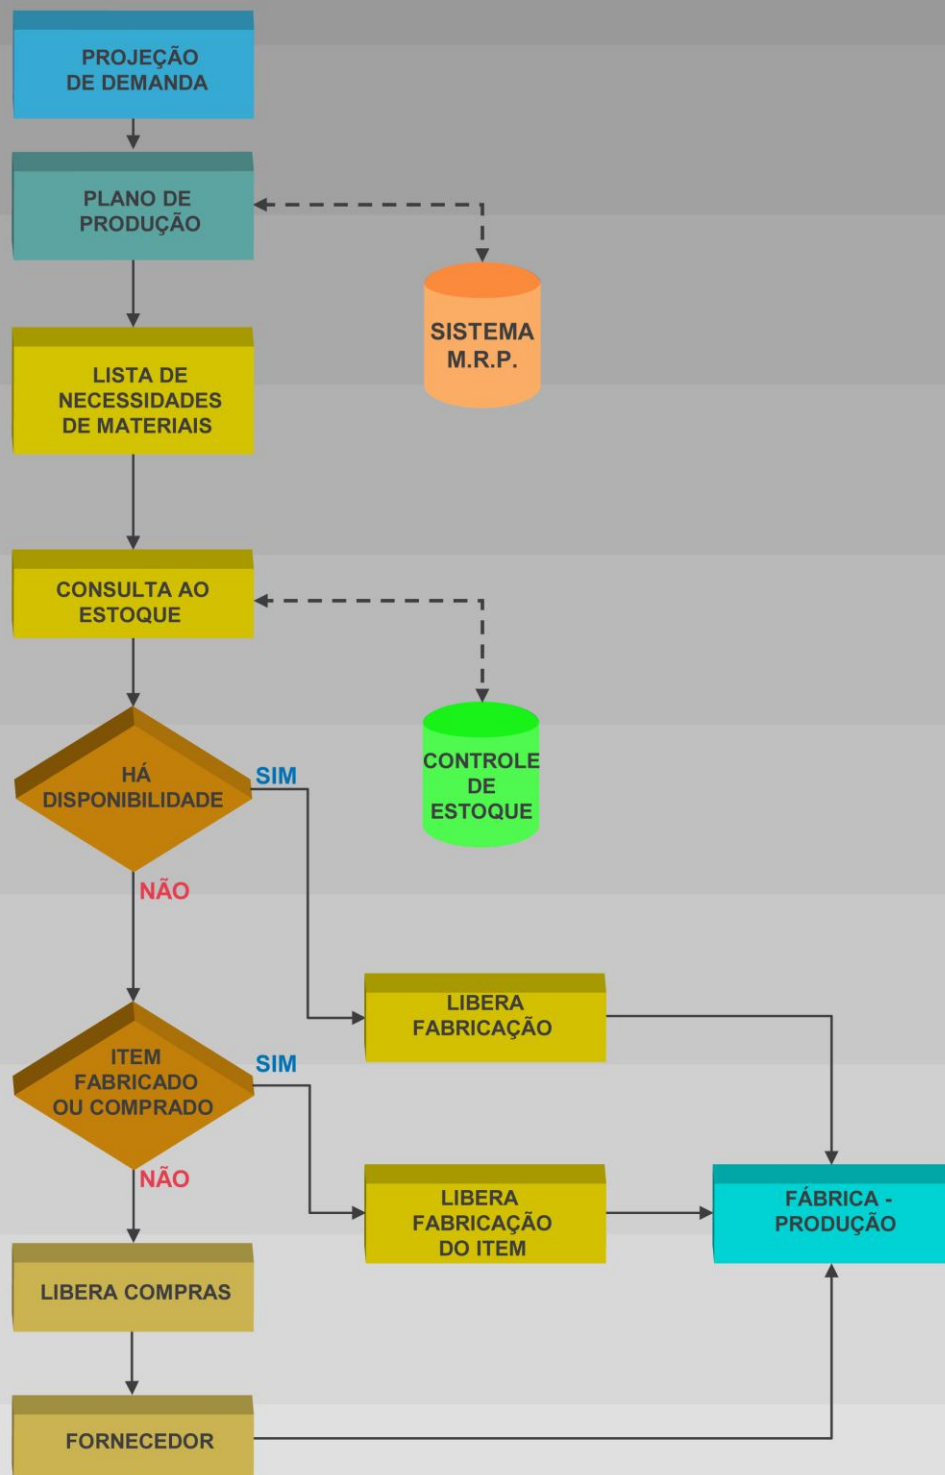 PROJEÇÃO
DE DEMANDA
PLANO DE
PRODUÇÃO
SISTEMA
M.R.P.
LISTA DE
NECESSIDADES
DE MATERIAIS
CONSULTA AO
ESTOQUE
CONTROLE
DE
ESTOQUE
HÁ
DISPONIBILIDADE
SIM
NÃO
LIBERA
FABRICAÇÃO
ITEM
FABRICADO
OU COMPRADO
SIM
NÃO
LIBERA
FABRICAÇÃO
DO ITEM
FÁBRICA -
PRODUÇÃO
LIBERA COMPRAS
FORNECEDOR